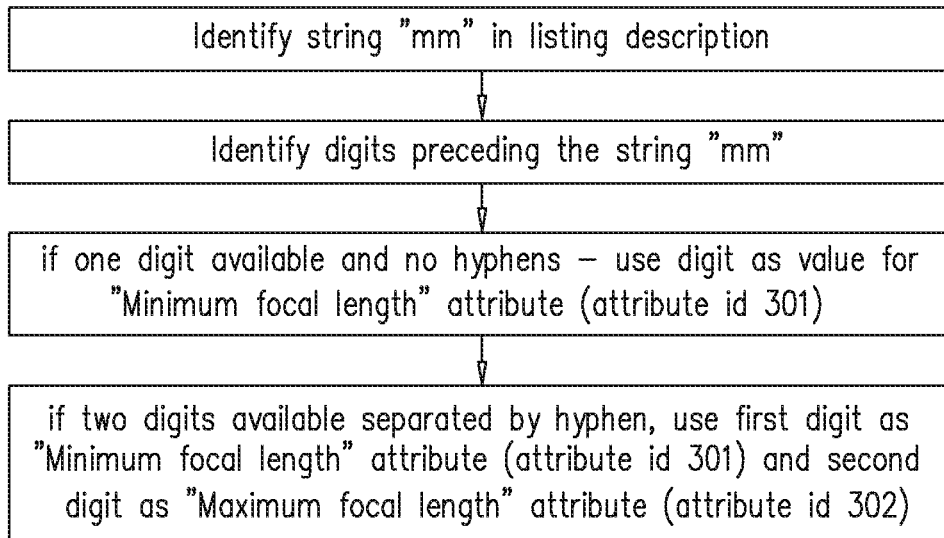 Identify string "mm" in listing description
Identify digits preceding the string "mm"
if one digit available and no hyphens – use digit as value for
"Minimum focal length" attribute (attribute id 301)
if two digits available separated by hyphen, use first digit as
"Minimum focal length" attribute (attribute id 301) and second
digit as "Maximum focal length" attribute (attribute id 302)